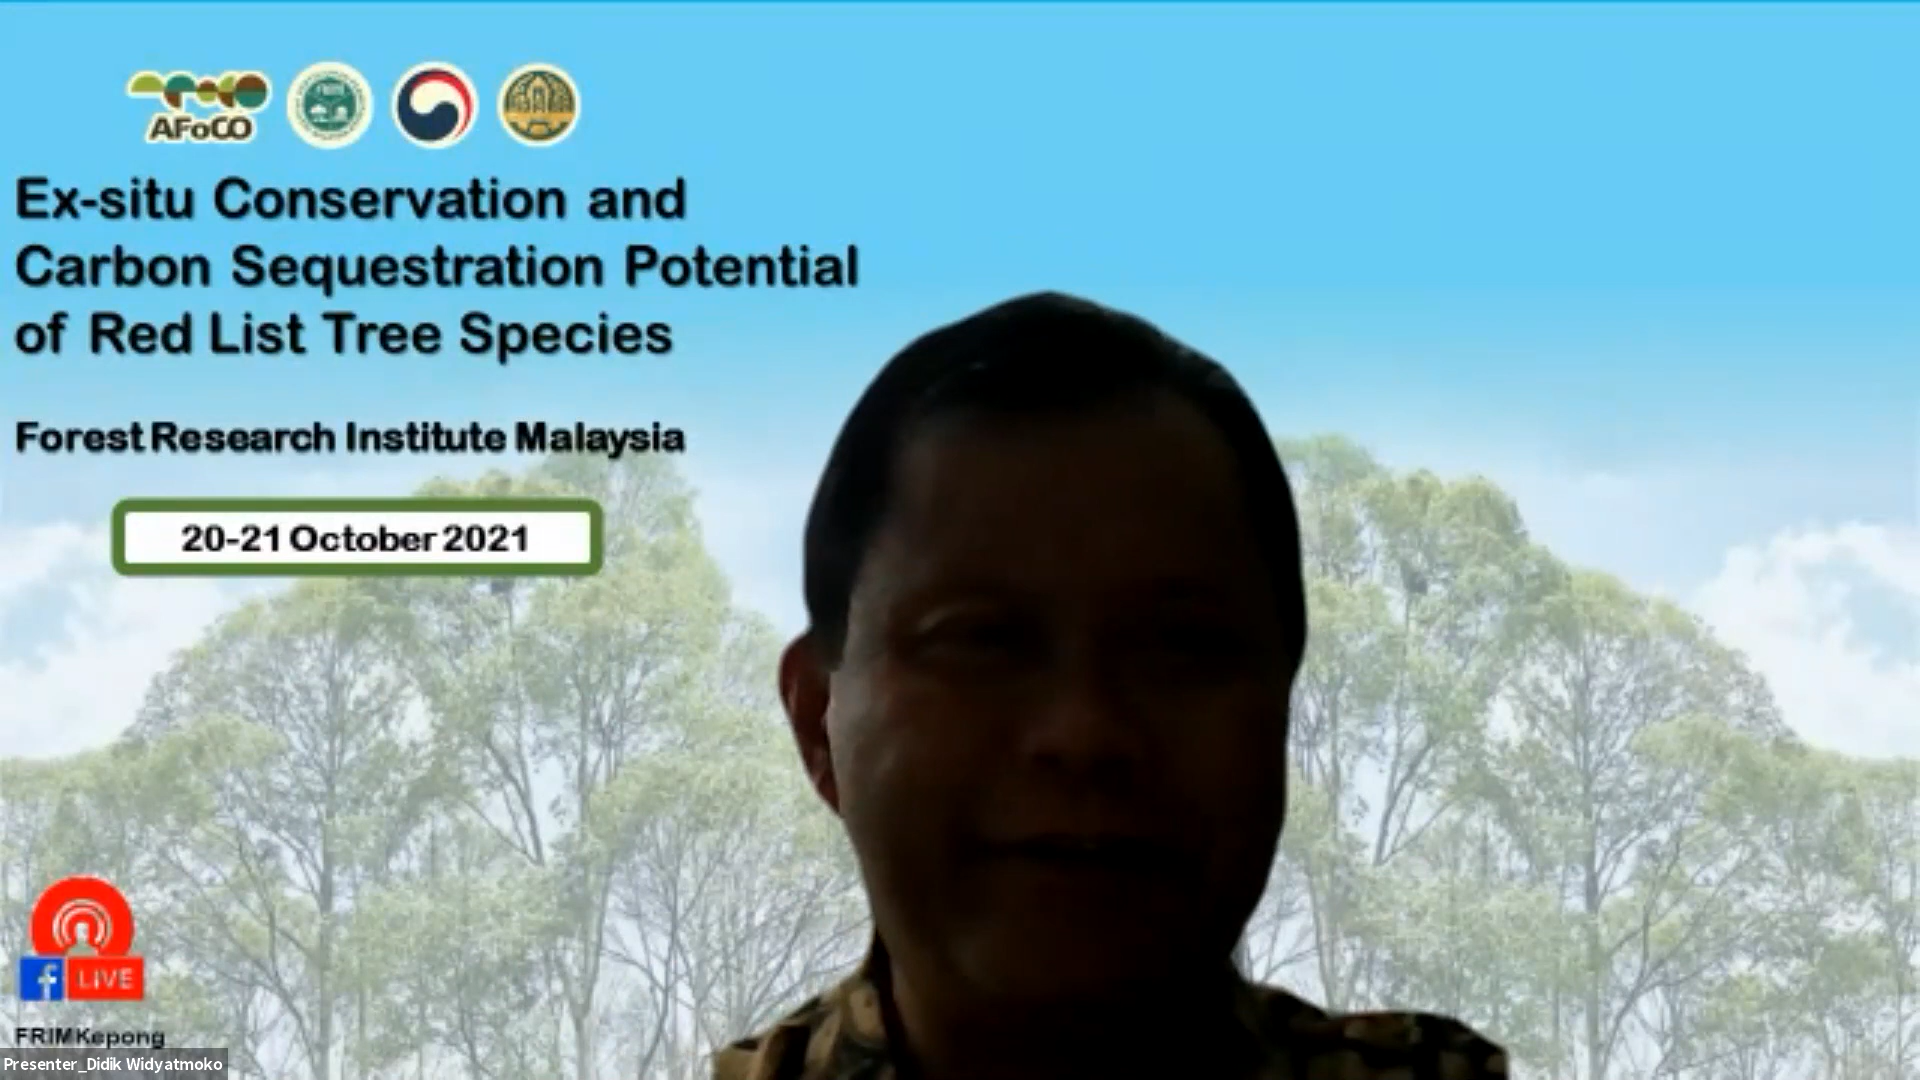 AFoCO
FRIM
Ex-situ Conservation and
Carbon Sequestration Potential
of Red List Tree Species
Forest Research Institute Malaysia
20-21 October 2021
f LIVE
FRIMKepong
Presenter_Didik Widyatmoko